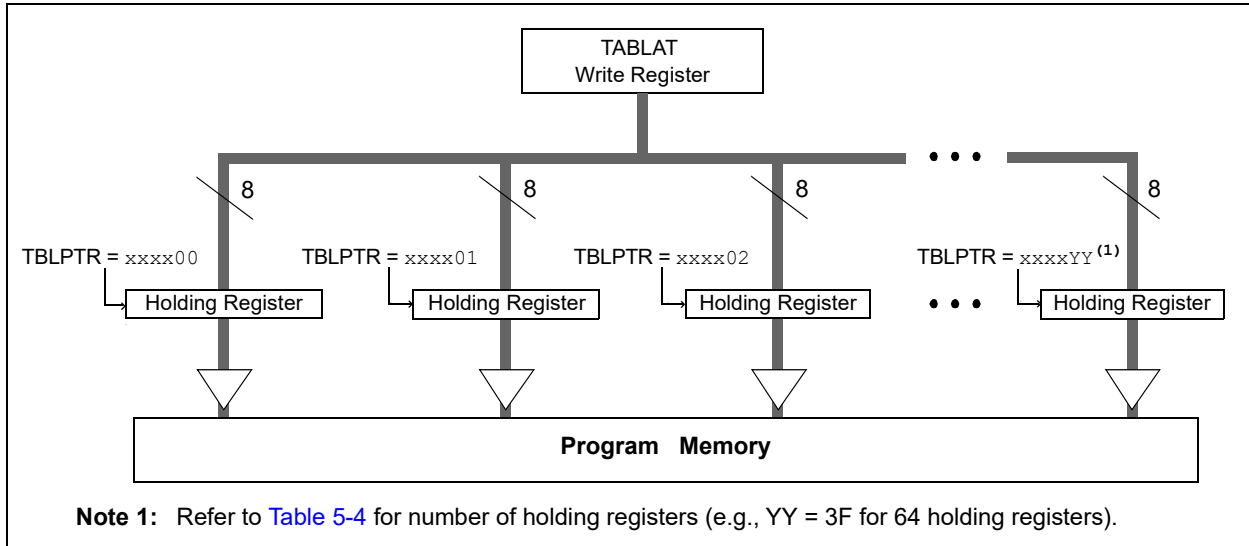 TABLAT
Write Register
8 8 8 8
TBLPTR = xxxx00 TBLPTR = xxxx01 TBLPTR = xxxx02 TBLPTR = xxxxYY(1)
Holding Register Holding Register Holding Register Holding Register
Program Memory
Note 1: Refer to Table 5-4 for number of holding registers (e.g., YY = 3F for 64 holding registers).